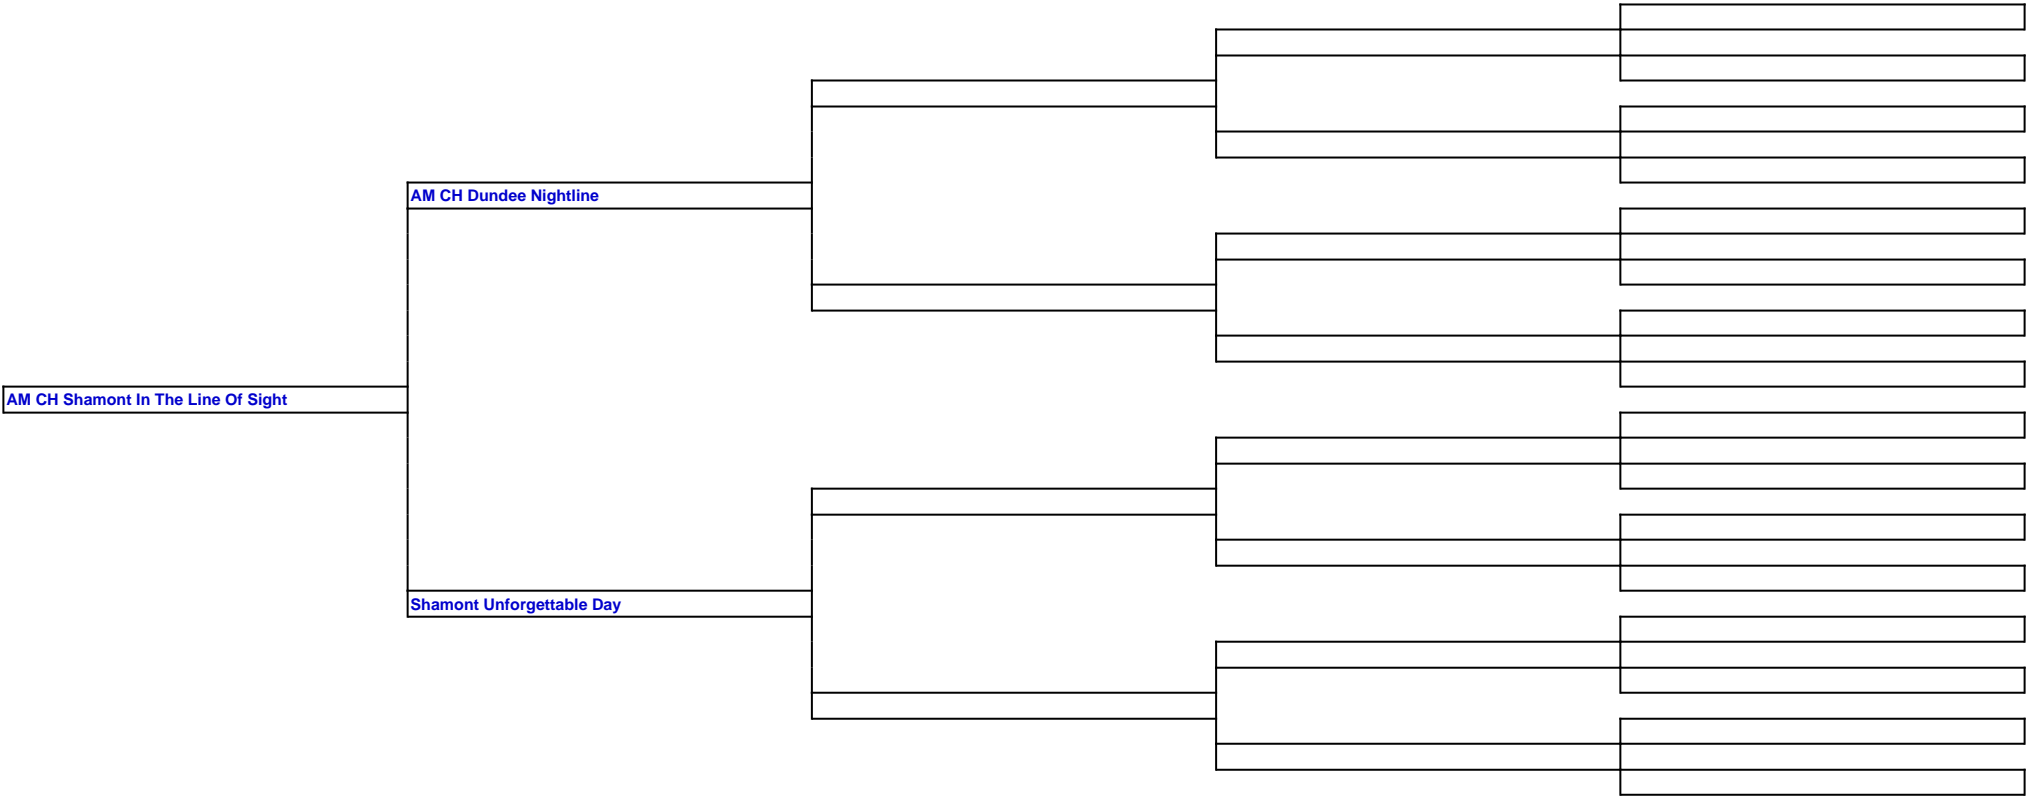 AM CH Dundee Nightline
AM CH Shamont In The Line Of Sight
Shamont Unforgettable Day